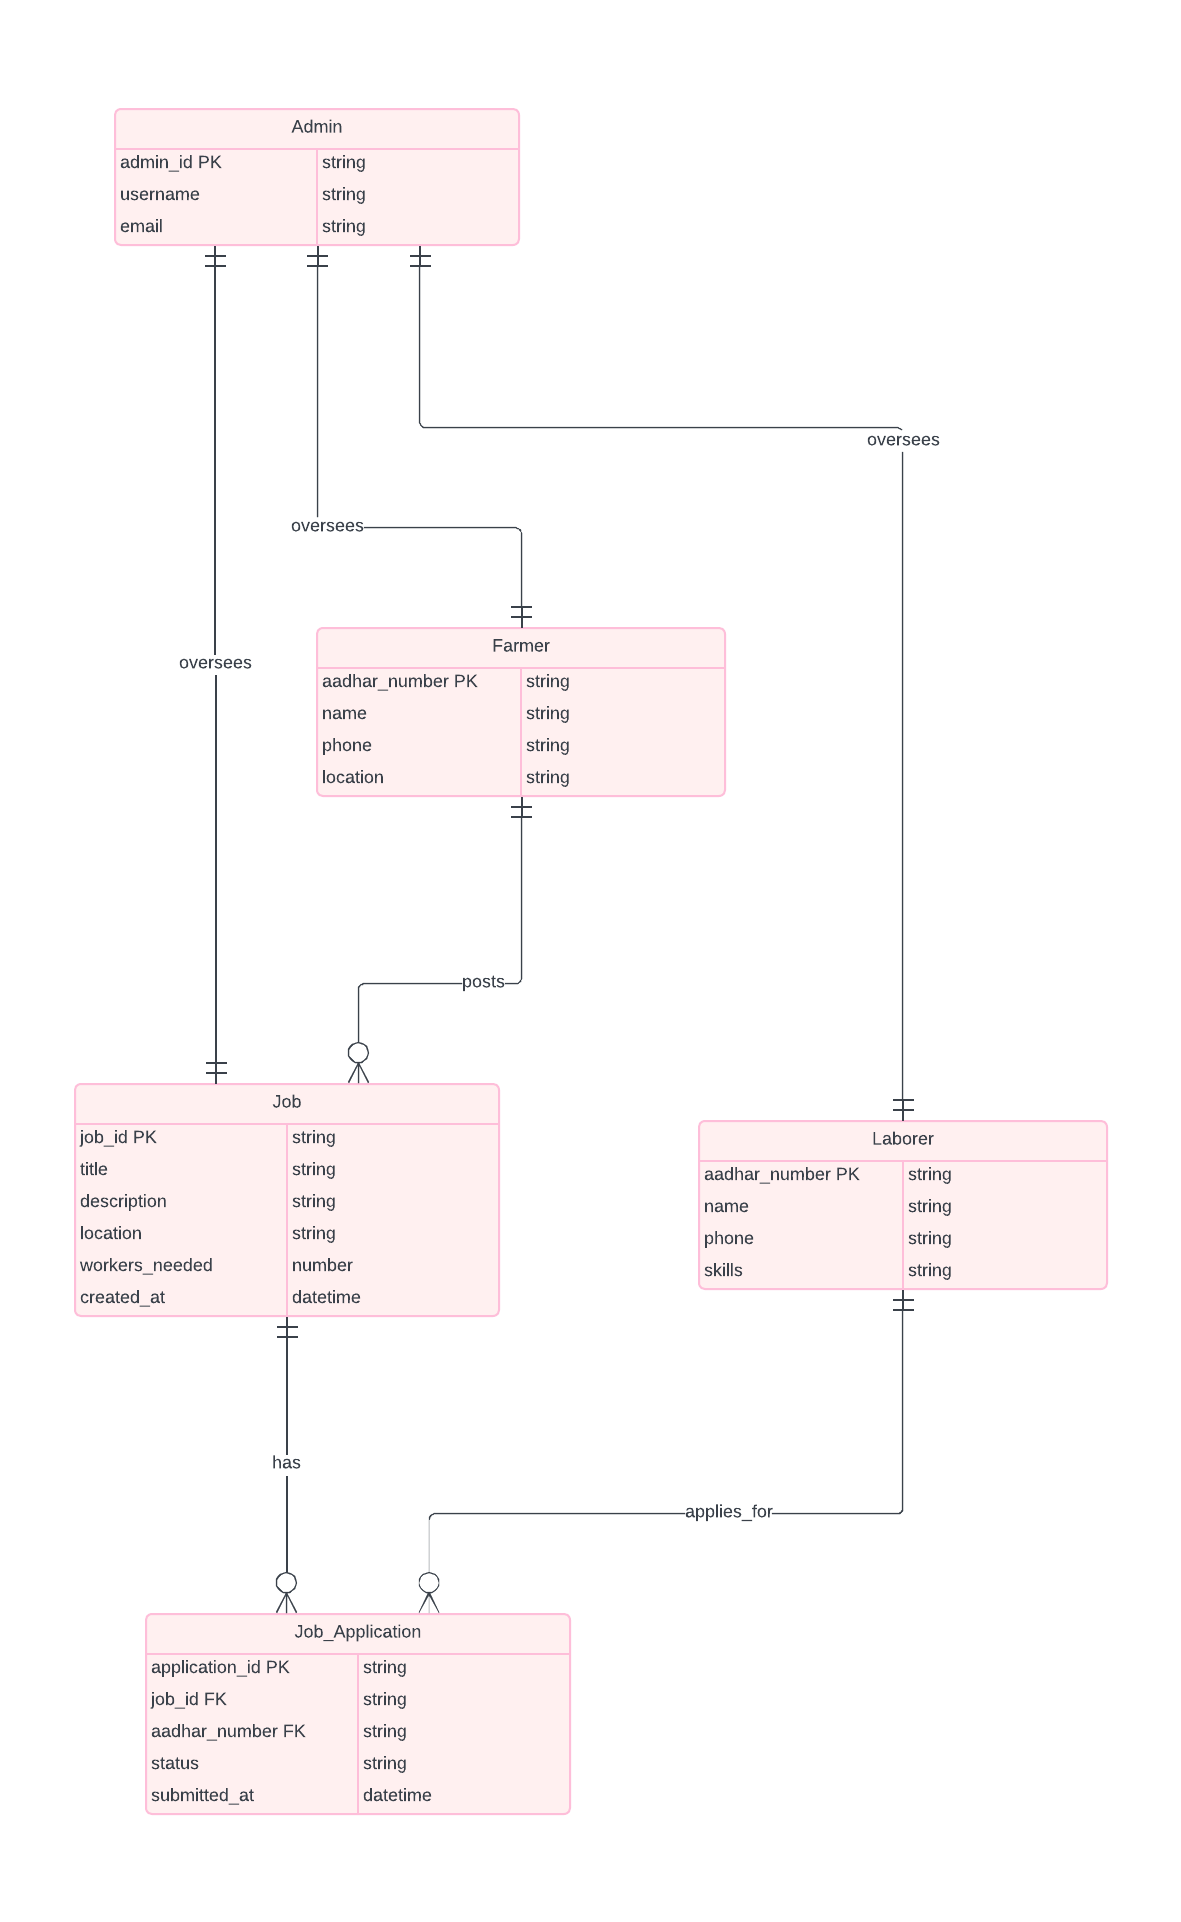 Admin
admin_id PK string
username string
email string
oversees
oversees
oversees
Farmer
aadhar_number PK string
name string
phone string
location string
posts
Job
job_id PK string
title string
description string
location string
workers_needed number
created_at datetime
Laborer
aadhar_number PK string
name string
phone string
skills string
has
applies_for
Job_Application
application_id PK string
job_id FK string
aadhar_number FK string
status string
submitted_at datetime